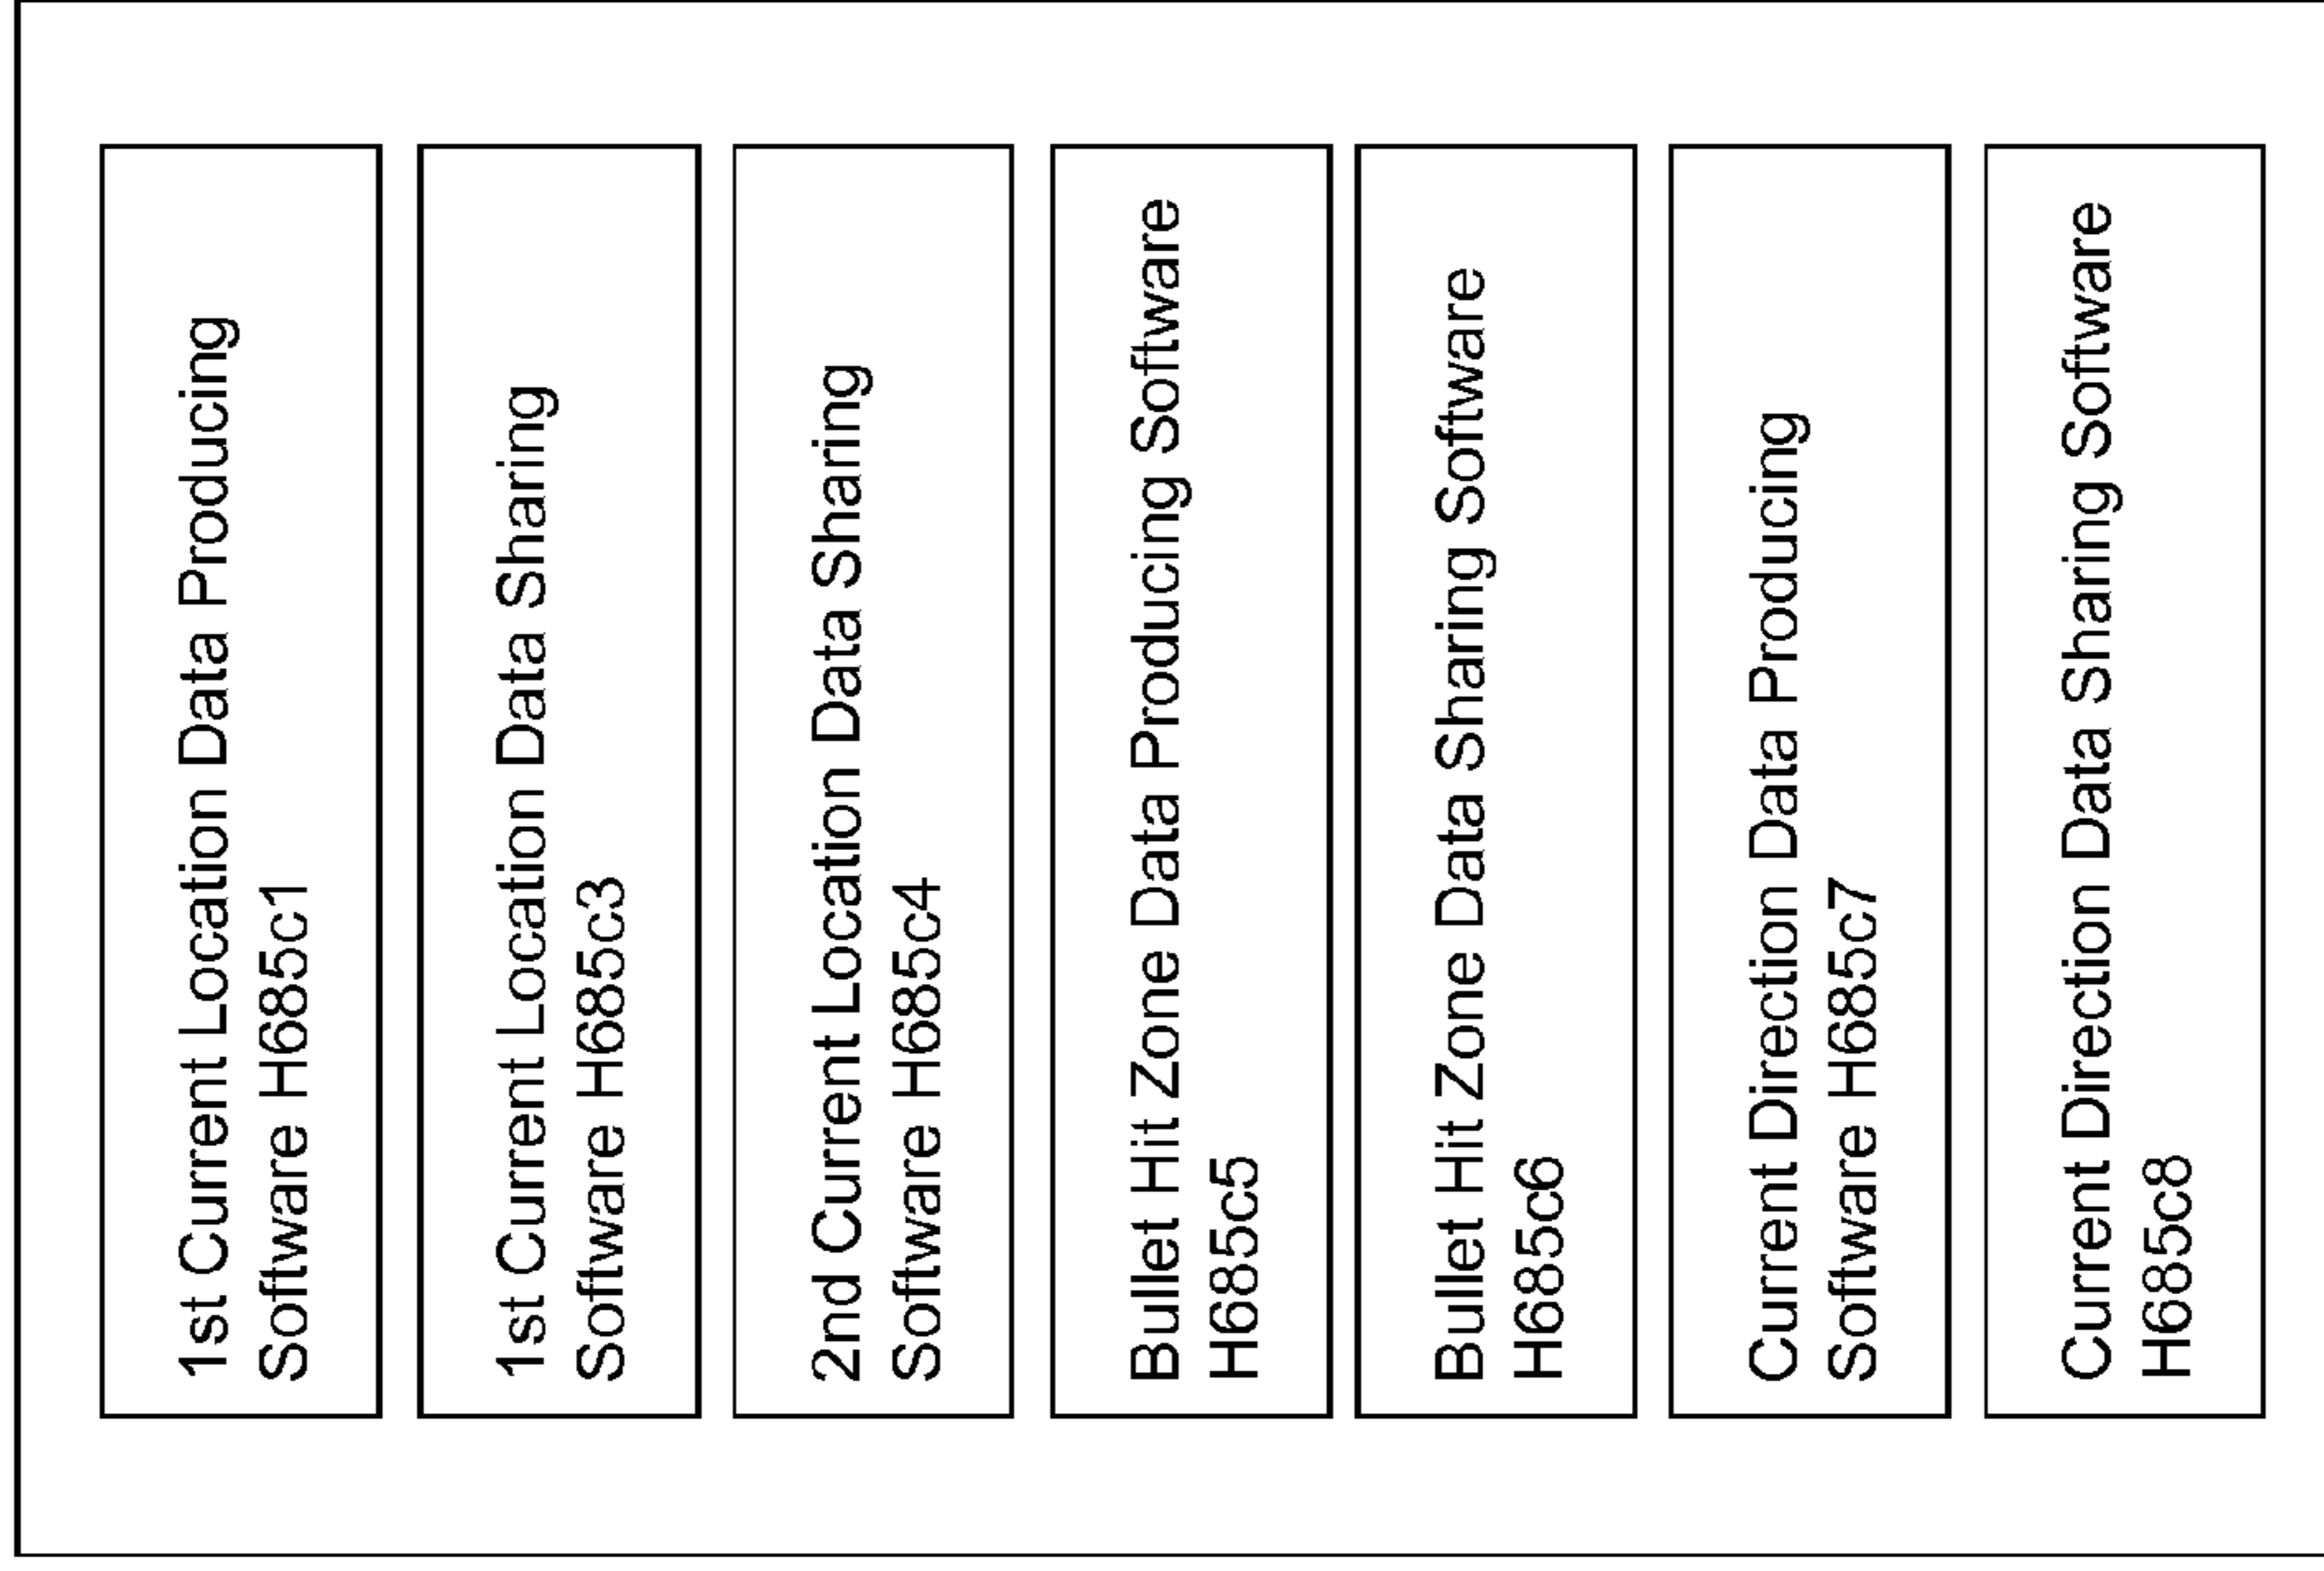 1st Current Location Data Producing
Software H685c1
1st Current Location Data Sharing
Software H685c3
2nd Current Location Data Sharing
Software H685c4
Bullet Hit Zone Data Producing Software
H685c5
Bullet Hit Zone Data Sharing Software
H685c6
Current Direction Data Producing
Software H685c7
Current Direction Data Sharing Software
H685c8